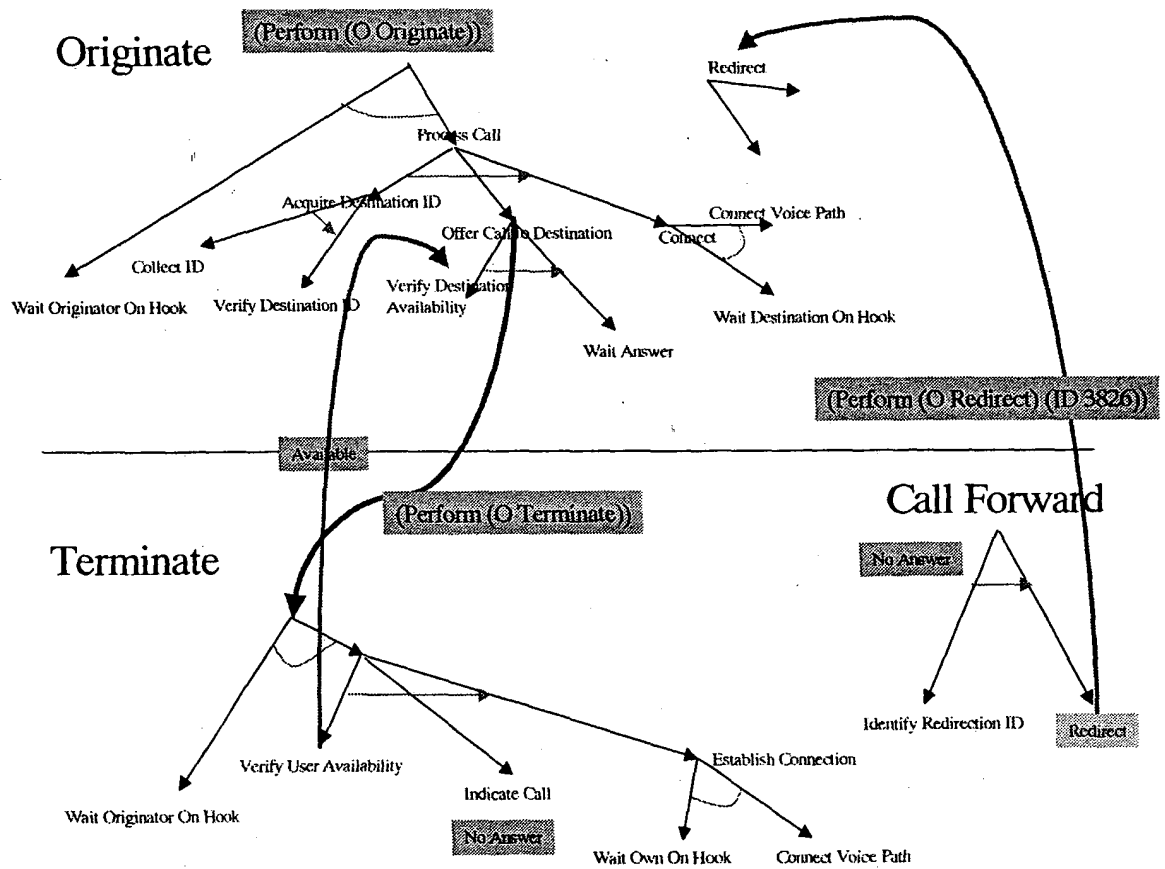 (Perform (O Originate))
Originate
Redirect
Process Call
Acquire Destination ID
Connect Voice Path
Offer Call to Destination
Connect
Collect ID
Verify Destination
Availability
Wait Originator On Hook
Verify Destination ID
Wait Destination On Hook
Wait Answer
(Perform (O Redirect) (ID 3826))
Available
Call Forward
(Perform (O Terminate))
Terminate
No Answer
Identify Redirection ID
Redirect
Verify User Availability
Establish Connection
Indicate Call
Wait Originator On Hook
No Answer
Wait Own On Hook
Connect Voice Path